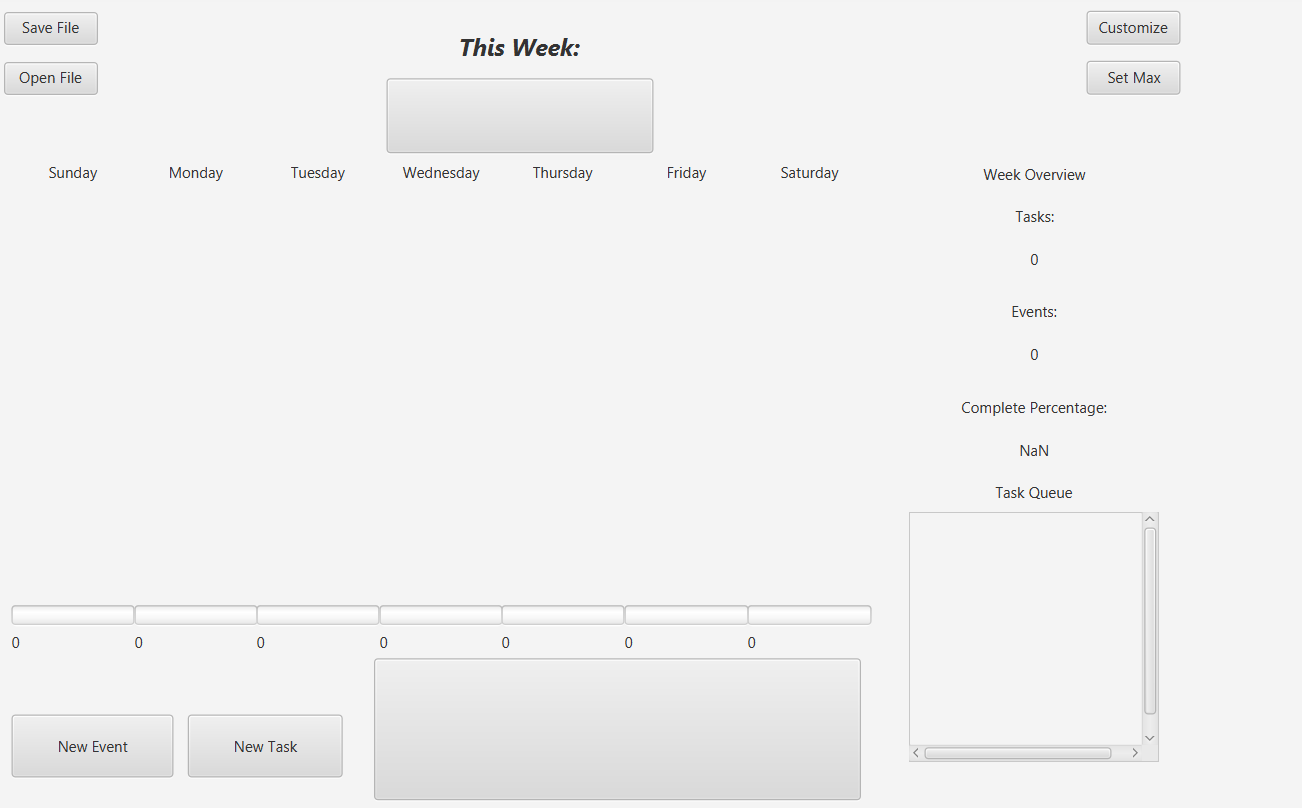 Save File
Customize
This Week:
Open File
Set Max
Sunday Monday Tuesday Wednesday Thursday Friday Saturday
Week Overview
Tasks:
0
Events:
0
Complete Percentage:
NaN
Task Queue
0 0 0 0 0 0 0
New Event New Task